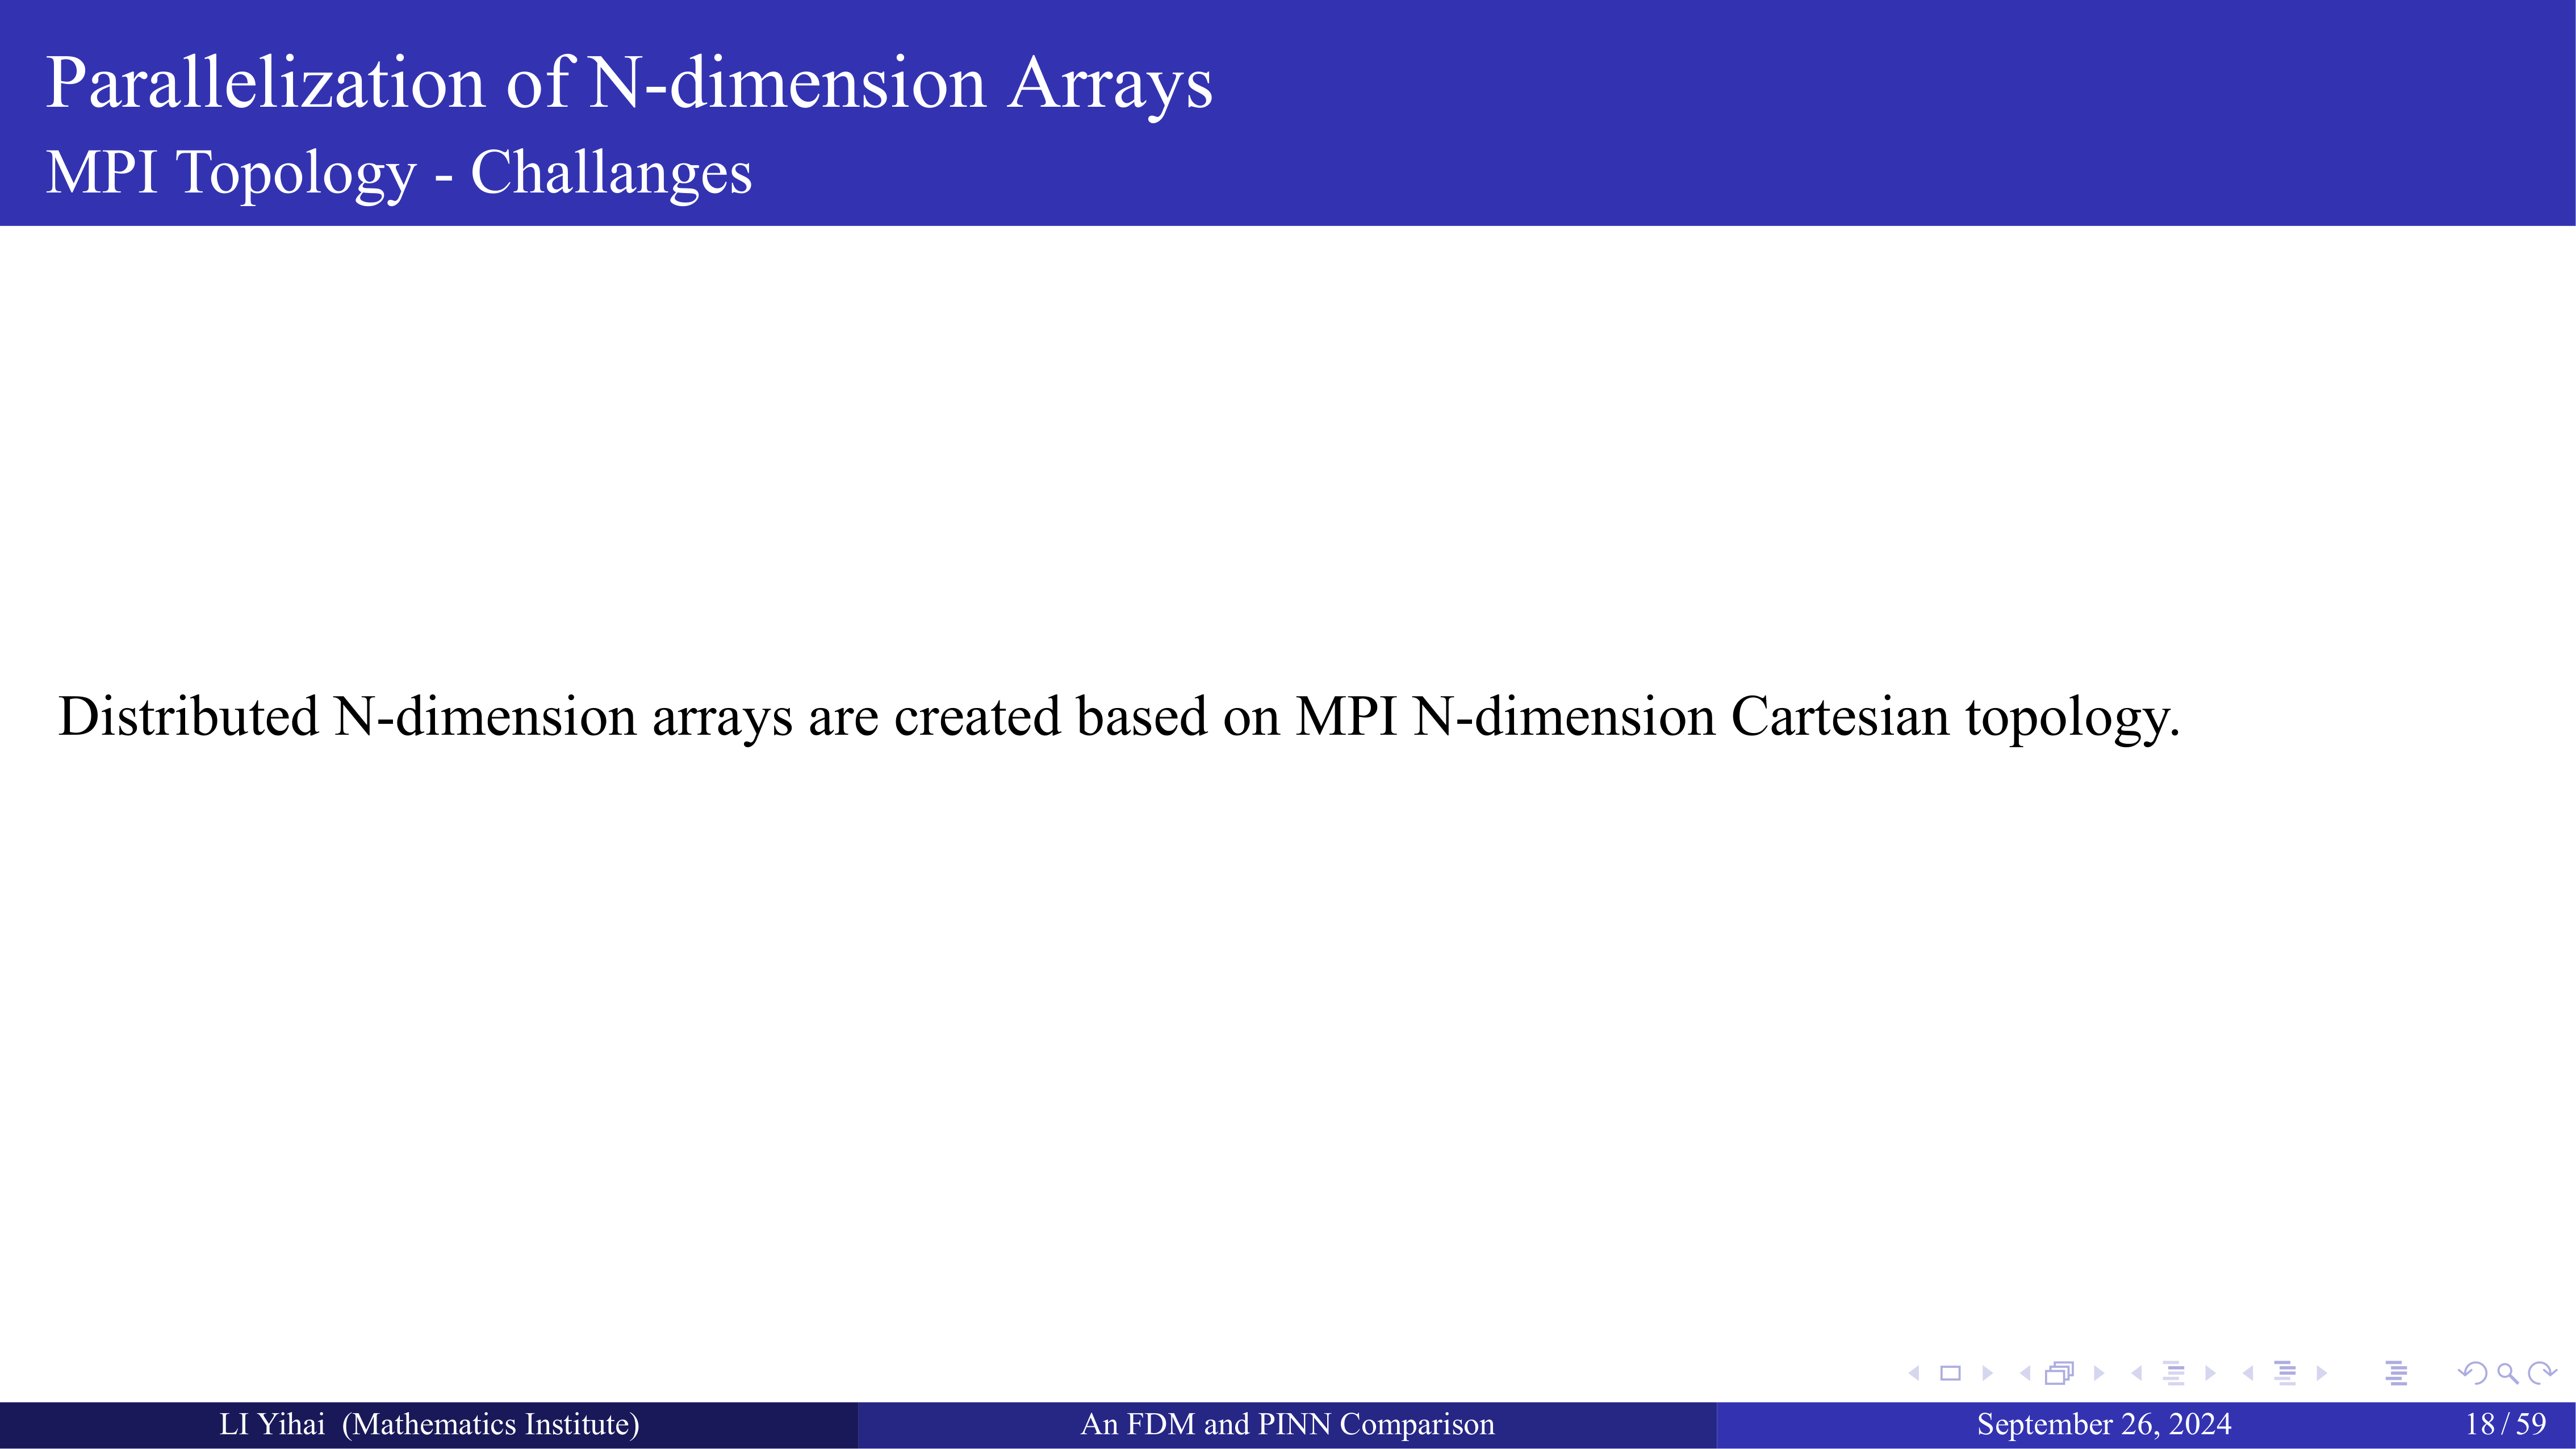 Parallelization of N-dimension Arrays
MPI Topology - Challanges
Distributed N-dimension arrays are created based on MPI N-dimension Cartesian topology.
LI Yihai (Mathematics Institute)
An FDM and PINN Comparison
September 26, 2024
18 / 59